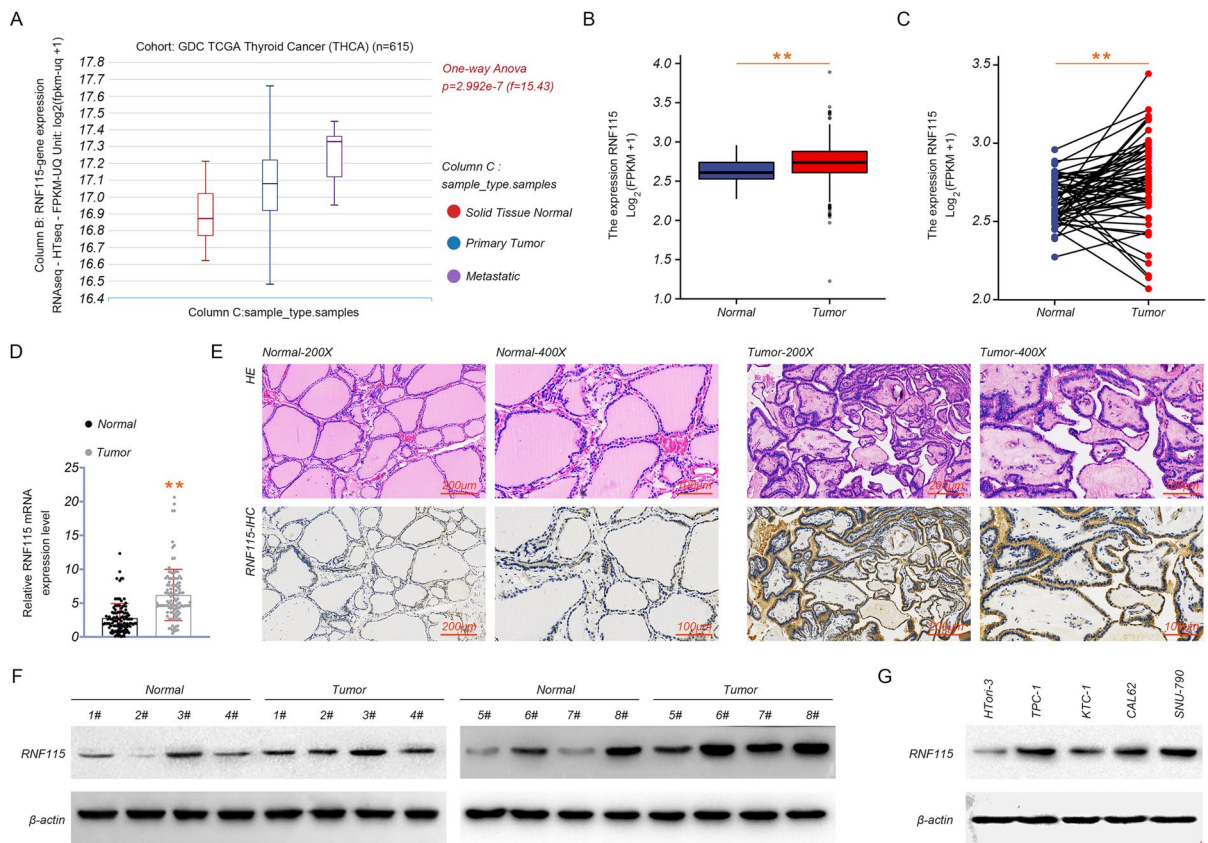 A
Cohort: GDC TCGA Thyroid Cancer (THCA) (n=615)
Column B: RNF115-gene expression
RNAseq - HTseq - FPKM-UQ Unit: log2(fpkm-uq +1)
17.8
17.7
17.6
17.5
17.4
17.3
17.2
17.1
17.0
16.9
16.8
16.7
16.6
16.5
16.4
Column C:sample_type.samples
One-way Anova
p=2.992e-7 (f=15.43)
Column C :
sample_type.samples
Solid Tissue Normal
Primary Tumor
Metastatic
B
**
The expression RNF115
Log2(FPKM +1)
4.0
3.5
3.0
2.5
2.0
1.5
1.0
Normal
Tumor
C
**
The expression RNF115
Log2(FPKM +1)
3.5
3.0
2.5
2.0
Normal
Tumor
D
Normal
Tumor
**
Relative RNF115 mRNA
expression level
25
20
15
10
5
0
E
Normal-200X
Normal-400X
Tumor-200X
Tumor-400X
HE
200μm
100μm
200μm
100μm
RNF115-IHC
200μm
100μm
200μm
100μm
F
Normal
Tumor
Normal
Tumor
1# 2# 3# 4# 1# 2# 3# 4# 5# 6# 7# 8# 5# 6# 7# 8#
RNF115
β-actin
G
HTori-3
TPC-1
KTC-1
CAL62
SNU-790
RNF115
β-actin